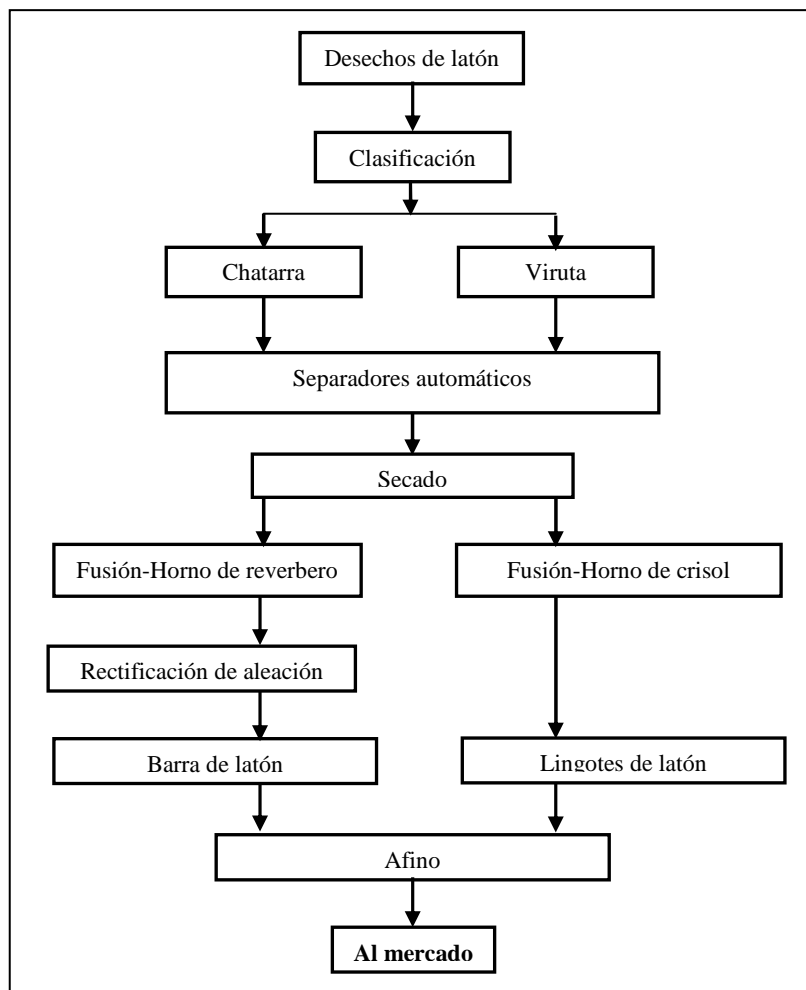 Desechos de latón
Clasificación
Chatarra
Viruta
Separadores automáticos
Secado
Fusión-Horno de reverbero
Fusión-Horno de crisol
Rectificación de aleación
Barra de latón
Lingotes de latón
Afino
Al mercado